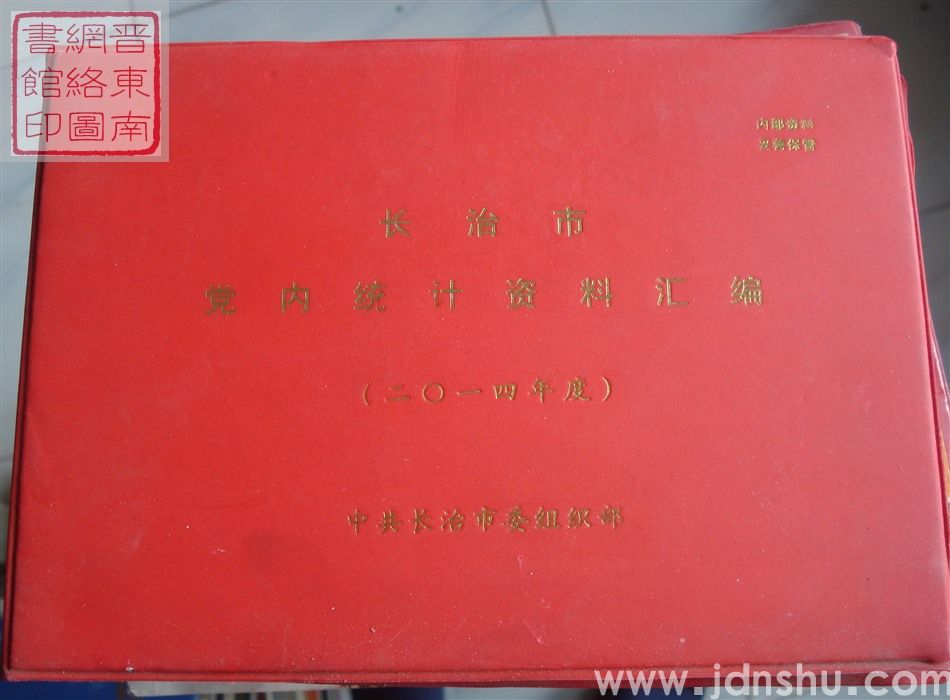 晋東南
網絡圖
書館印
内部资料
妥善保管
长治市
党内统计资料汇编
(二〇一四年度)
中共长治市委组织部
www.jdnshu.com